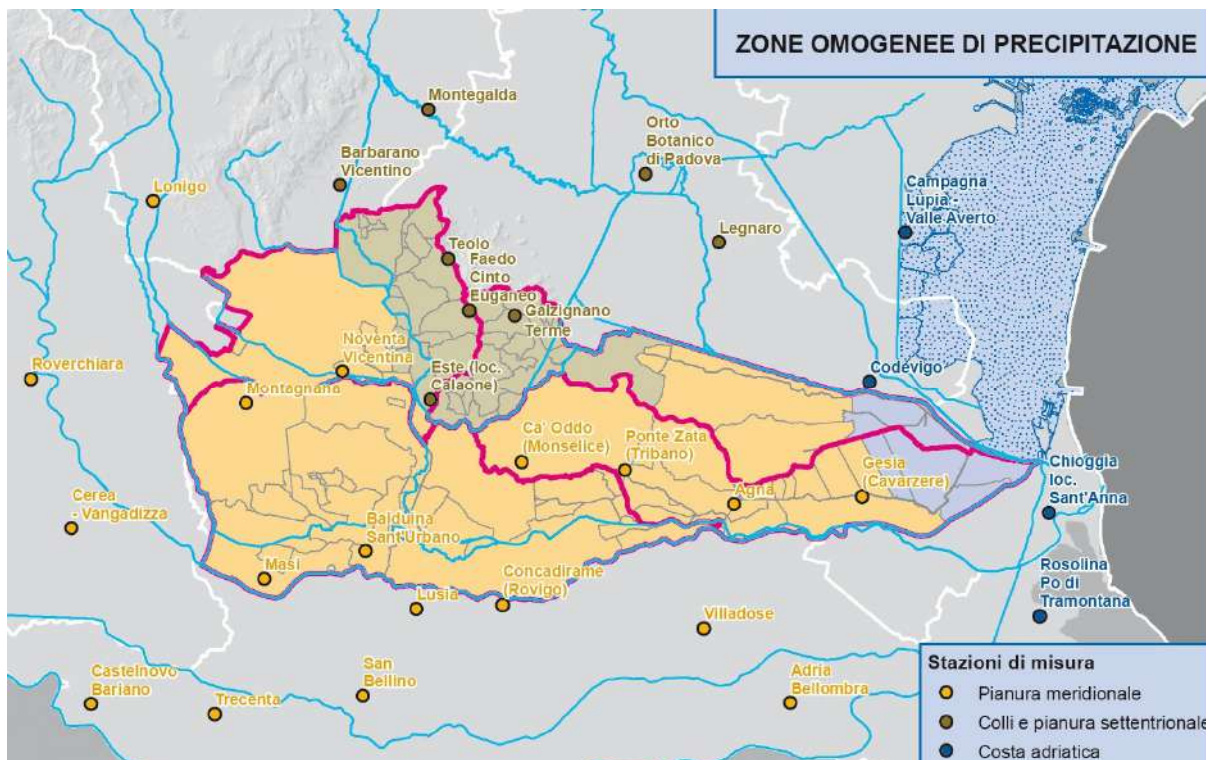 ZONE OMOGENEE DI PRECIPITAZIONE
Montegalda
Orto
Botanico
di Padova
Barbarano
Vicentino
Lonigo
Campagna
Lupia -
Valle Averto
Legnaro
Teolo
Faedo
Cinto
Euganeo
Galzignano
Terme
Noventa
Vicentina
Roverchiara
Este (loc.
Calaone)
Codevigo
Montagnana
Ca' Oddo
(Monselice)
Ponte Zata
(Tribano)
Gesia
(Cavarzere)
Chioggia
loc.
Sant'Anna
Agna
Cerea
- Vangadizza
Balduina
Sant'Urbano
Masi
Concadirame
(Rovigo)
Lusia
Rosolina
Po di
Tramontana
Villadose
Castelnovo
Bariano
Trecenta
San
Bellino
Adria
Bellombra
Stazioni di misura
Pianura meridionale
Colli e pianura settentrionale
Costa adriatica